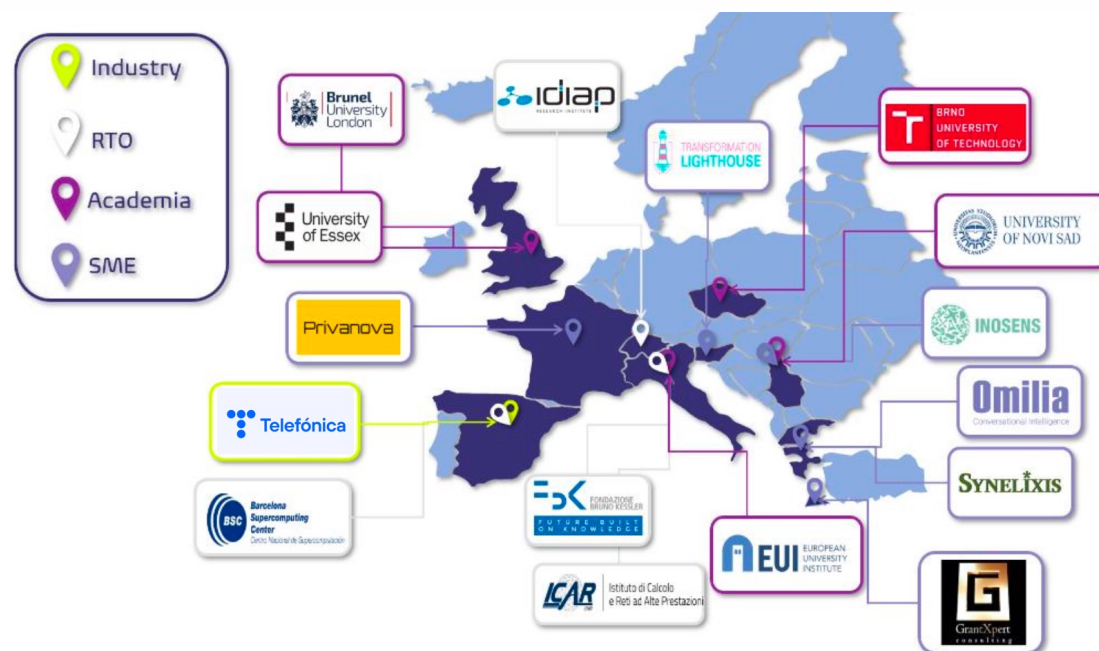 Industry
RTO
Academia
SME
Brunel
University
London
idiap
RESEARCH INSTITUTE
TRANSFORMATION
LIGHTHOUSE
T
BRNO
UNIVERSITY
OF TECHNOLOGY
University
of Essex
UNIVERSITY
OF NOVI SAD
Privanova
INOSENS
Telefónica
Omilia
Conversational Intelligence
SYNELIXIS
BSC
Barcelona
Supercomputing
Center
Centro Nacional de Supercomputación
FBK
FONDAZIONE
BRUNO KESSLER
FUTURE BUILT
ON KNOWLEDGE
EUI
EUROPEAN
UNIVERSITY
INSTITUTE
ICAR
Istituto di Calcolo
e Reti ad Alte Prestazioni
G
GrantXpert
consulting